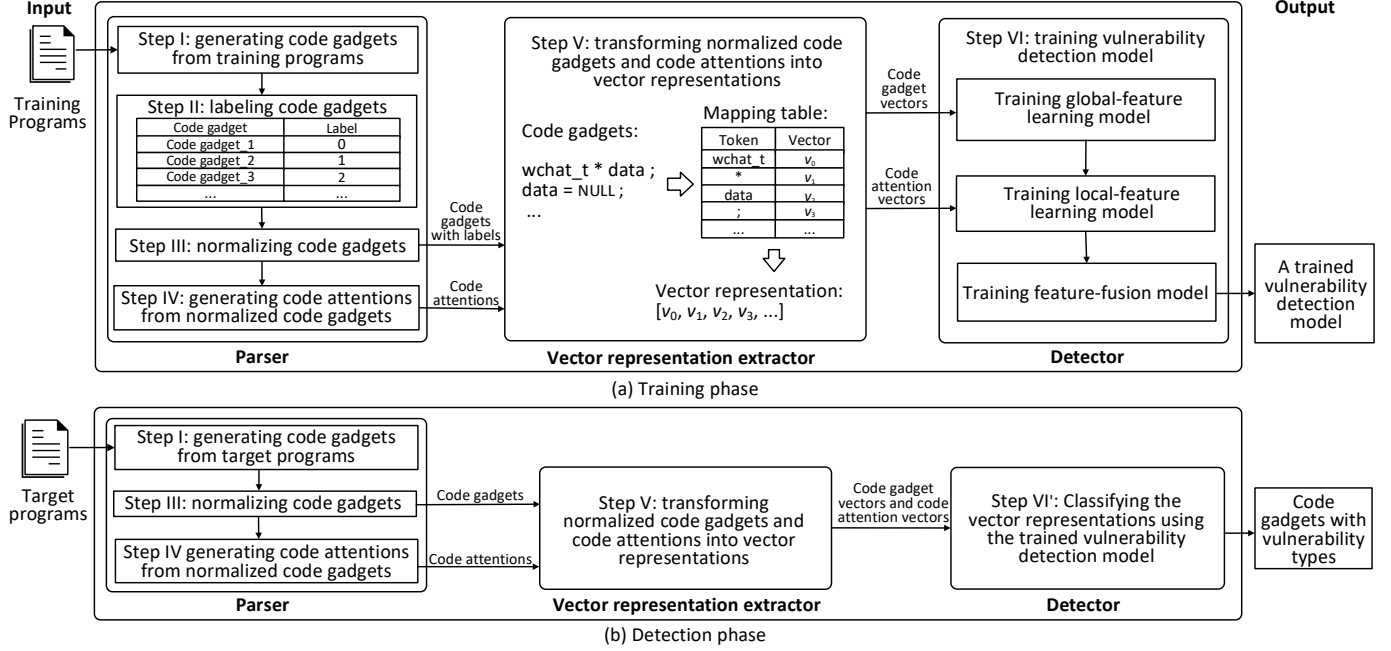 Input
Output
Training
Programs
Step I: generating code gadgets
from training programs
Step II: labeling code gadgets
Code gadget Label
Code gadget_1 0
Code gadget_2 1
Code gadget_3 2
... ...
Step III: normalizing code gadgets
Step IV: generating code attentions
from normalized code gadgets
Parser
Code
gadgets
with labels
Code
attentions
Step V: transforming normalized code
gadgets and code attentions into
vector representations
Code gadgets:
wchat_t * data ;
data = NULL ;
...
Mapping table:
Token Vector
wchat_t v0
* v1
data v2
; v3
... ...
Vector representation:
[v0, v1, v2, v3, ...]
Vector representation extractor
Code
gadget
vectors
Code
attention
vectors
Step VI: training vulnerability
detection model
Training global-feature
learning model
Training local-feature
learning model
Training feature-fusion model
Detector
A trained
vulnerability
detection
model
(a) Training phase
Target
programs
Step I: generating code gadgets
from target programs
Step III: normalizing code gadgets
Step IV generating code attentions
from normalized code gadgets
Parser
Code gadgets
Code attentions
Step V: transforming
normalized code gadgets and
code attentions into vector
representations
Vector representation extractor
Code gadget
vectors and code
attention vectors
Step VI': Classifying the
vector representations using
the trained vulnerability
detection model
Detector
Code
gadgets with
vulnerability
types
(b) Detection phase